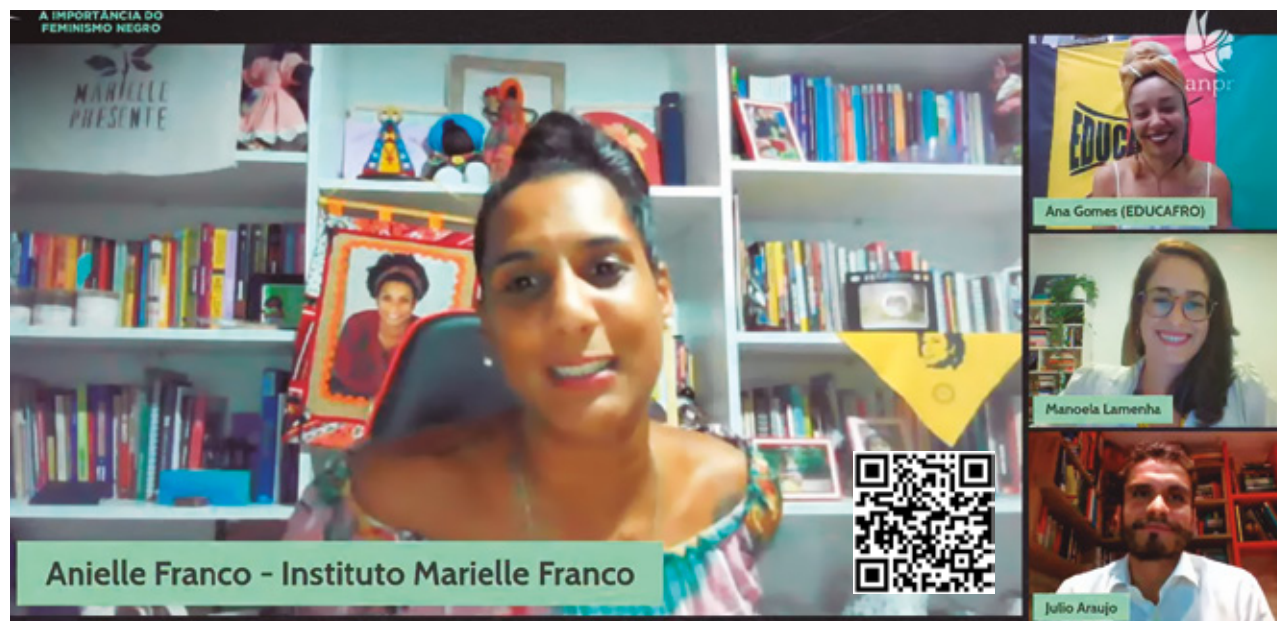 A IMPORTÂNCIA DO
FEMINISMO NEGRO
MARIELLE
PRESENTE
anpr
EDUCA
Ana Gomes (EDUCAFRO)
Manoela Lamenha
Anielle Franco - Instituto Marielle Franco
Julio Araujo